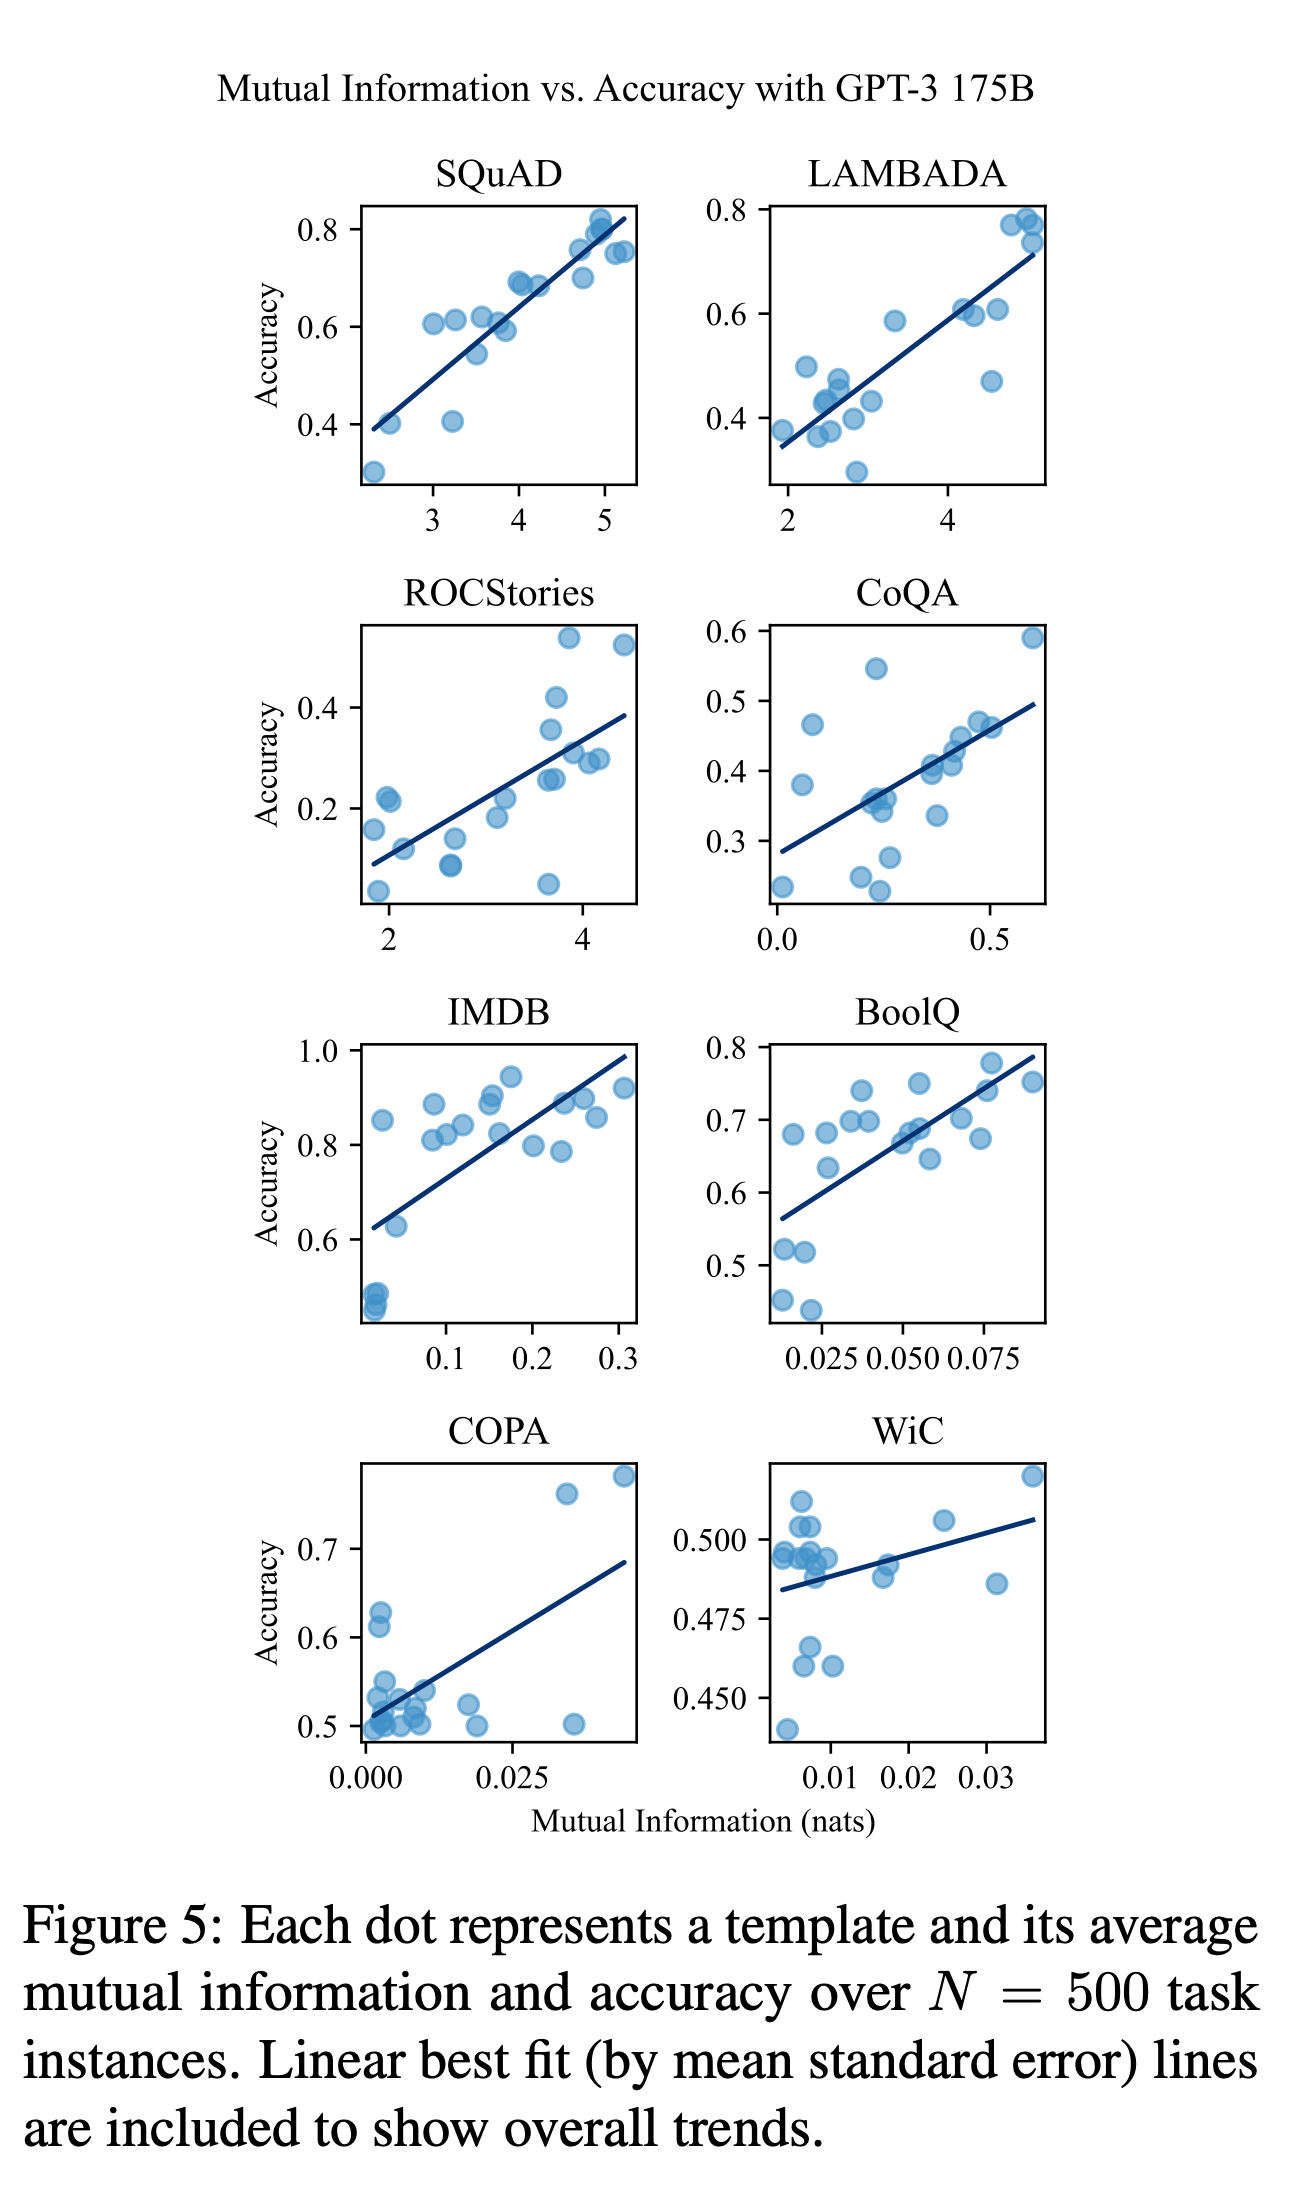 Mutual Information vs. Accuracy with GPT-3 175B
SQuAD
LAMBADA
Accuracy
0.8
0.6
0.4
3 4 5
0.8
0.6
0.4
2 4
ROCStories
CoQA
Accuracy
0.4
0.2
2 4
0.6
0.5
0.4
0.3
0.0 0.5
IMDB
BoolQ
Accuracy
1.0
0.8
0.6
0.1 0.2 0.3
0.8
0.7
0.6
0.5
0.025 0.050 0.075
COPA
WiC
Accuracy
0.7
0.6
0.5
0.000 0.025
0.500
0.475
0.450
0.01 0.02 0.03
Mutual Information (nats)
Figure 5: Each dot represents a template and its average
mutual information and accuracy over N = 500 task
instances. Linear best fit (by mean standard error) lines
are included to show overall trends.